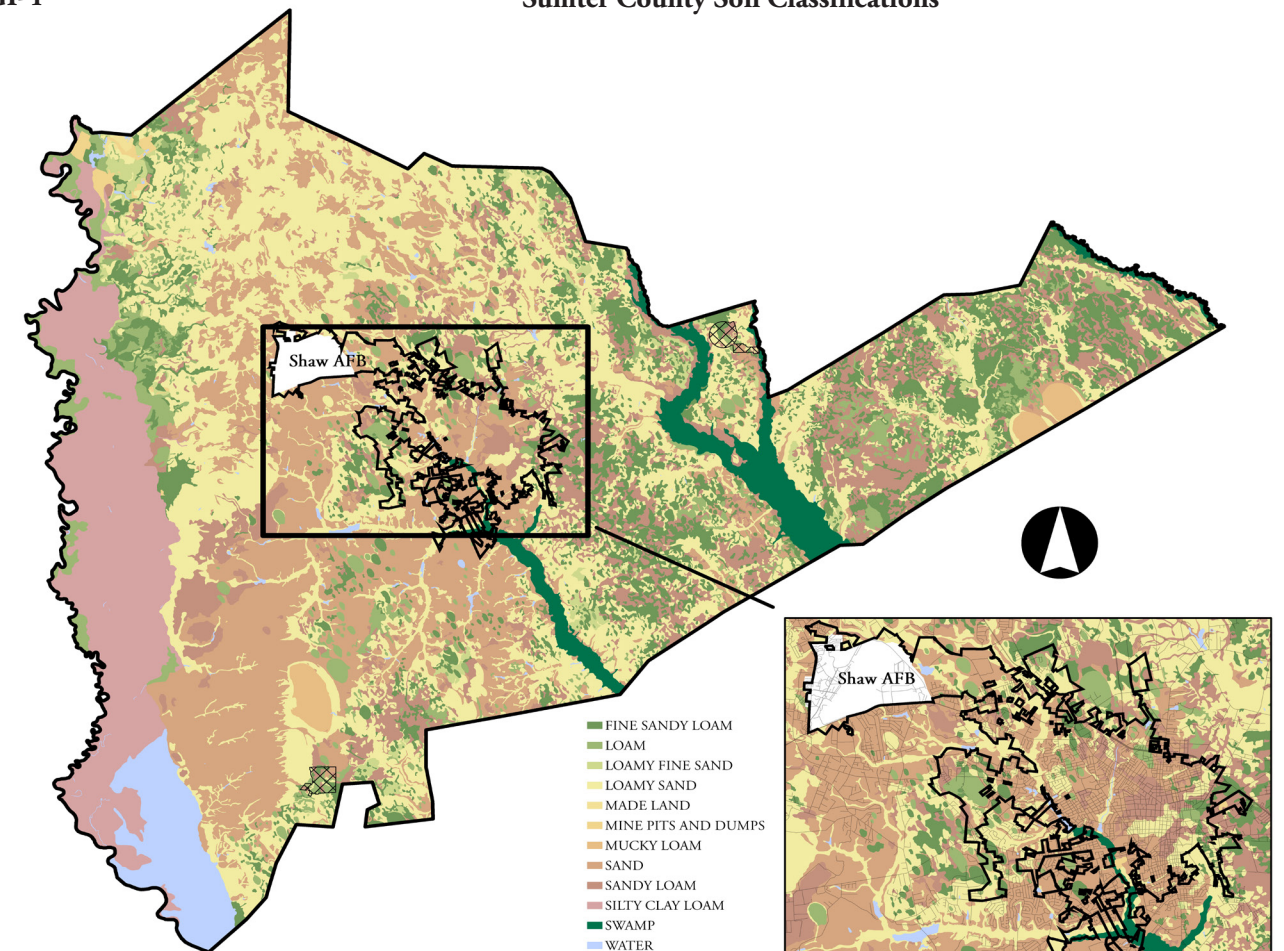 Sumter County Soil Classifications
Shaw AFB
Shaw AFB
FINE SANDY LOAM
LOAM
LOAMY FINE SAND
LOAMY SAND
MADE LAND
MINE PITS AND DUMPS
MUCKY LOAM
SAND
SANDY LOAM
SILTY CLAY LOAM
SWAMP
WATER